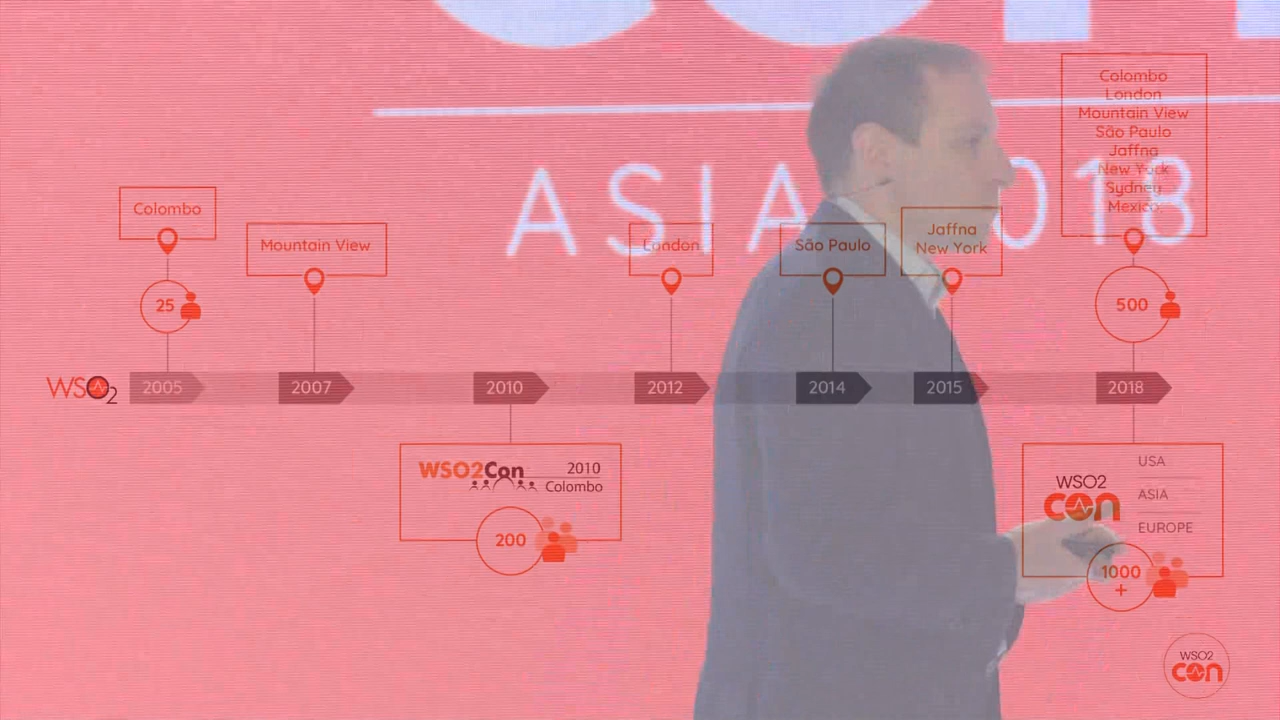 CON
ASIA 2018
Colombo
London
Mountain View
São Paulo
Jaffna
New York
Sydney
Mexico
Colombo
Mountain View
London
São Paulo
Jaffna
New York
25
500
WSO2
2005
2007
2010
2012
2014
2015
2018
WSO2Con
2010
Colombo
200
WSO2
con
USA
ASIA
EUROPE
1000
+
WSO2
con